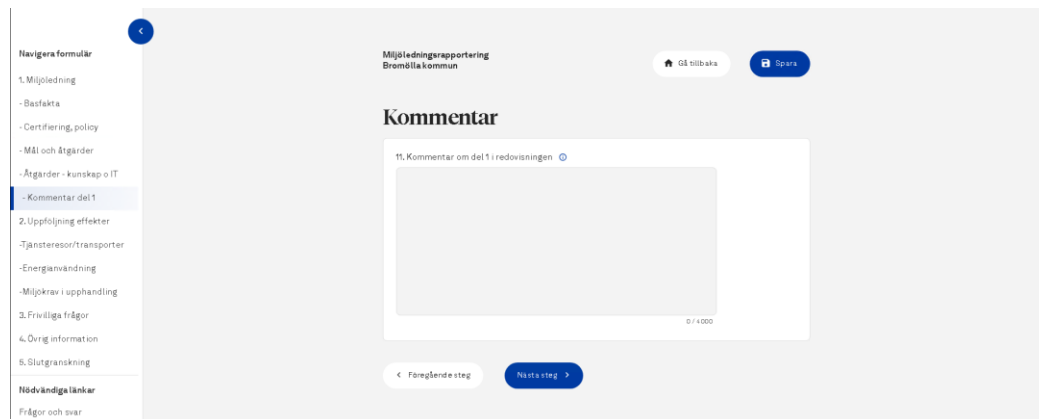 Navigera formulär
1. Miljöledning
- Basfakta
- Certifiering, policy
- Mål och åtgärder
- Åtgärder - kunskap o IT
- Kommentar del 1
2. Uppföljning effekter
-Tjänsteresor/transporter
-Energianvändning
-Miljökrav i upphandling
3. Frivilliga frågor
4. Övrig information
5. Slutgranskning
Nödvändiga länkar
Frågor och svar
Miljöledningsrapportering
Bromölla kommun
Gå tillbaka
Spara
Kommentar
11. Kommentar om del 1 i redovisningen
0 / 4000
Föregående steg
Nästa steg